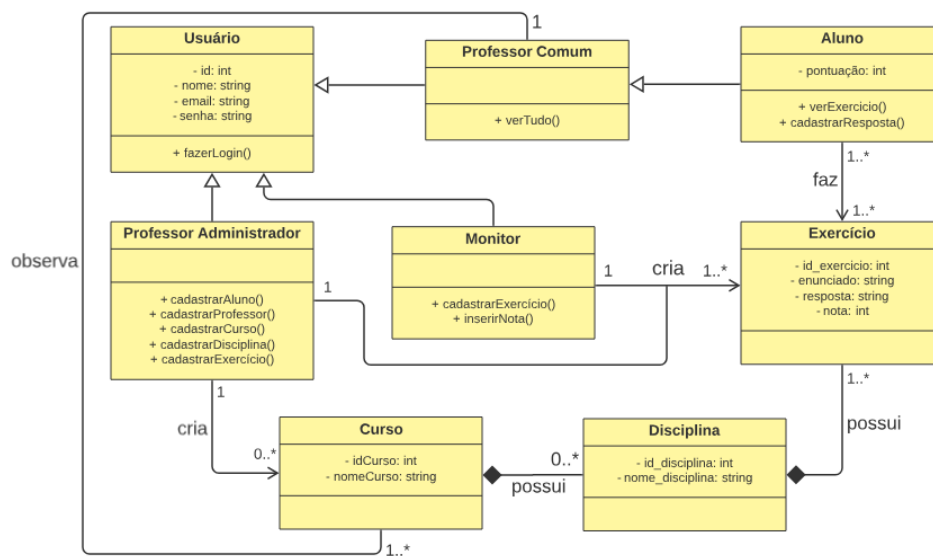 Usuário
- id: int
- nome: string
- email: string
- senha: string
+ fazerLogin()
1
Professor Comum
+ verTudo()
Aluno
- pontuação: int
+ verExercicio()
+ cadastrarResposta()
1..*
faz
1..*
observa
Professor Administrador
+ cadastrarAluno()
+ cadastrarProfessor()
+ cadastrarCurso()
+ cadastrarDisciplina()
+ cadastrarExercício()
1
Monitor
+ cadastrarExercício()
+ inserirNota()
1
cria
1..*
Exercício
- id_exercicio: int
- enunciado: string
- resposta: string
- nota: int
1
cria
0..*
Curso
- idCurso: int
- nomeCurso: string
1..*
0..*
possui
Disciplina
- id_disciplina: int
- nome_disciplina: string
1..*
possui